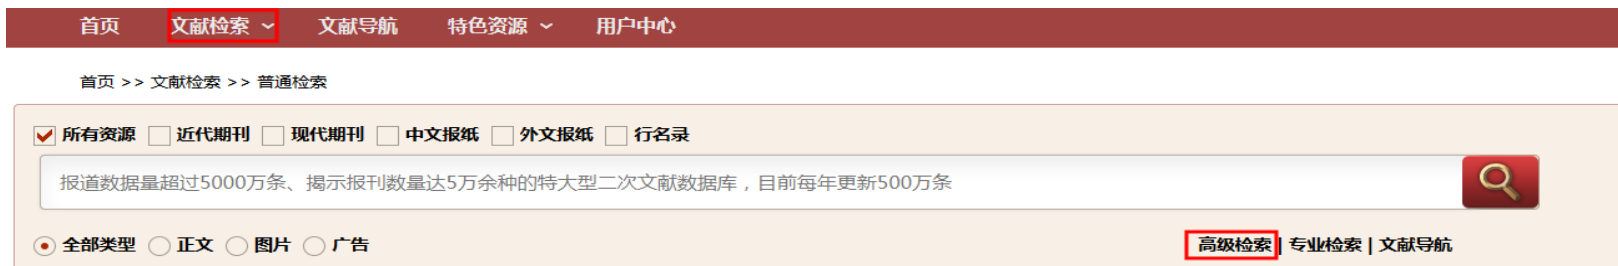 首页 文献检索 文献导航 特色资源 用户中心
首页 >> 文献检索 >> 普通检索
所有资源 近代期刊 现代期刊 中文报纸 外文报纸 行名录
报道数据量超过5000万条、揭示报刊数量达5万余种的特大型二次文献数据库，目前每年更新500万条
全部类型 正文 图片 广告 高级检索 | 专业检索 | 文献导航